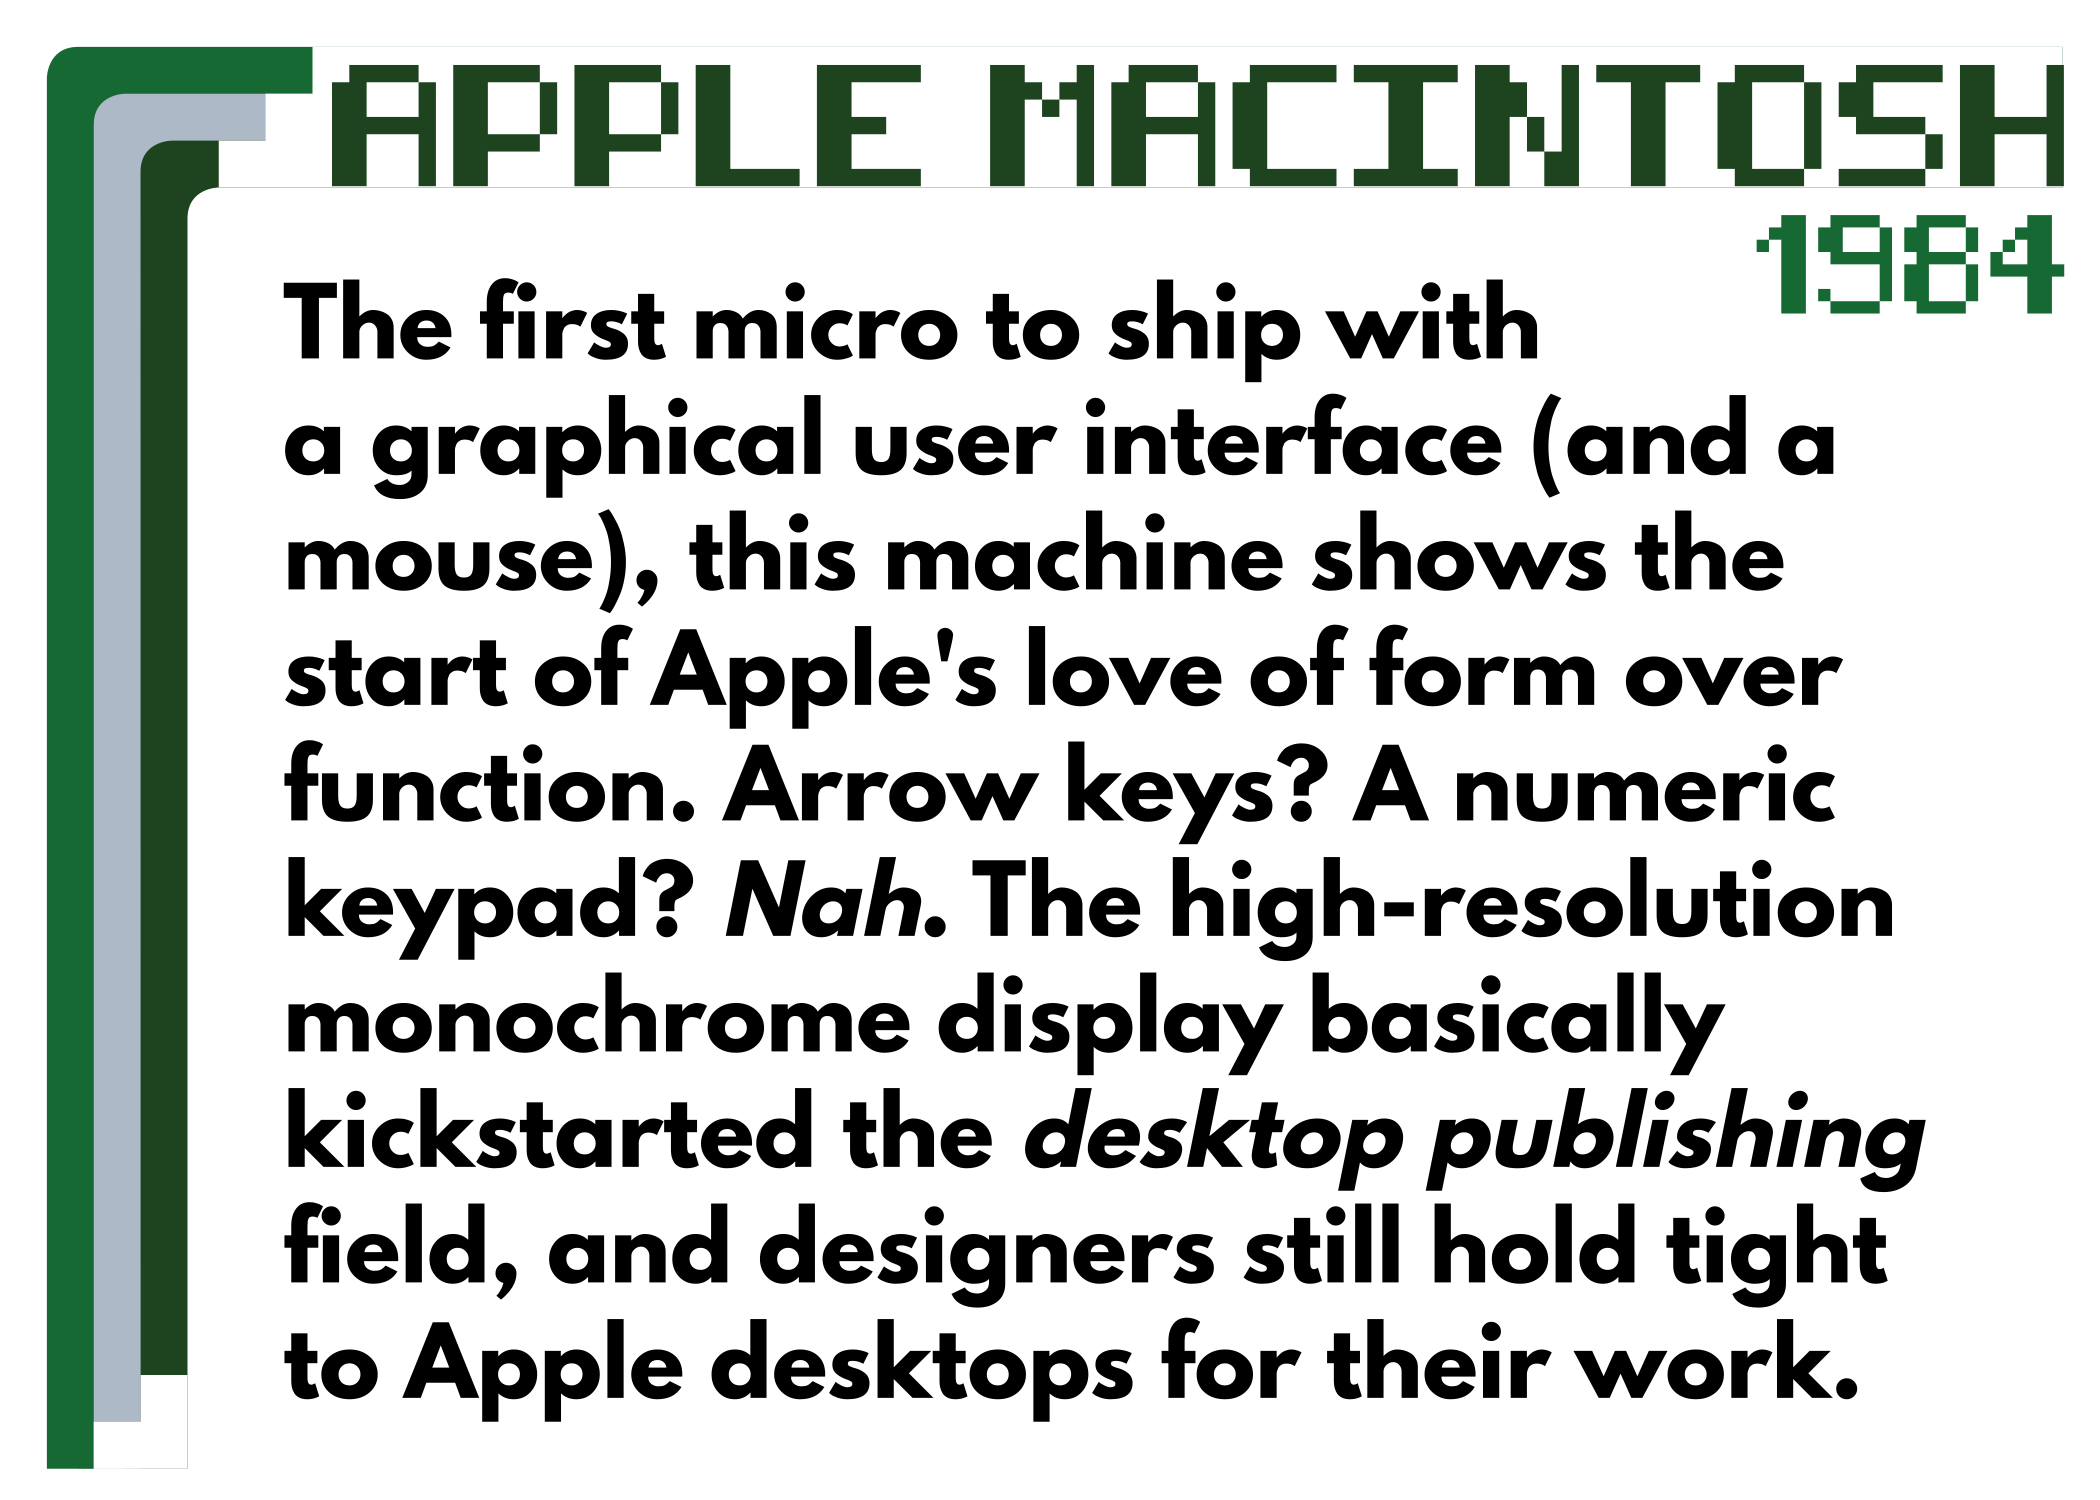 APPLE MACINTOSH
1984
The first micro to ship with
a graphical user interface (and a
mouse), this machine shows the
start of Apple's love of form over
function. Arrow keys? A numeric
keypad? Nah. The high-resolution
monochrome display basically
kickstarted the desktop publishing
field, and designers still hold tight
to Apple desktops for their work.